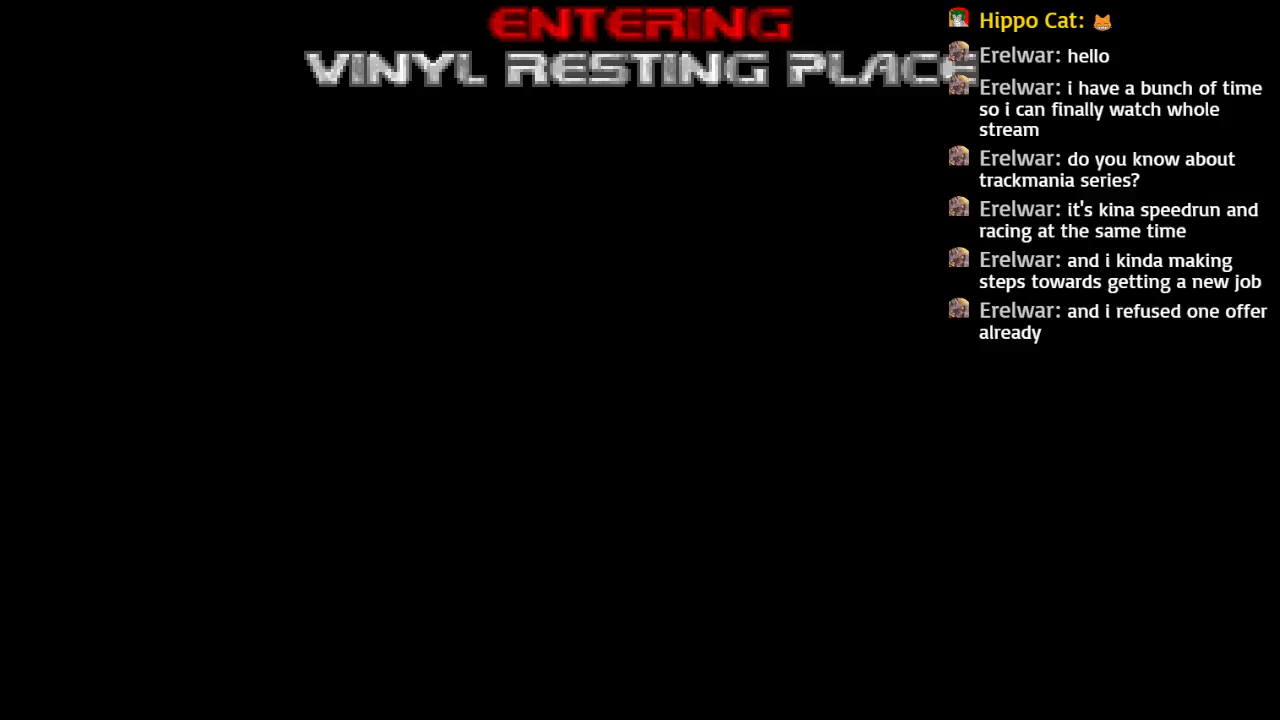 ENTERING
VINYL RESTING PLACE
Hippo Cat: 😸
Erelwar: hello
Erelwar: i have a bunch of time
so i can finally watch whole
stream
Erelwar: do you know about
trackmania series?
Erelwar: it's kina speedrun and
racing at the same time
Erelwar: and i kinda making
steps towards getting a new job
Erelwar: and i refused one offer
already